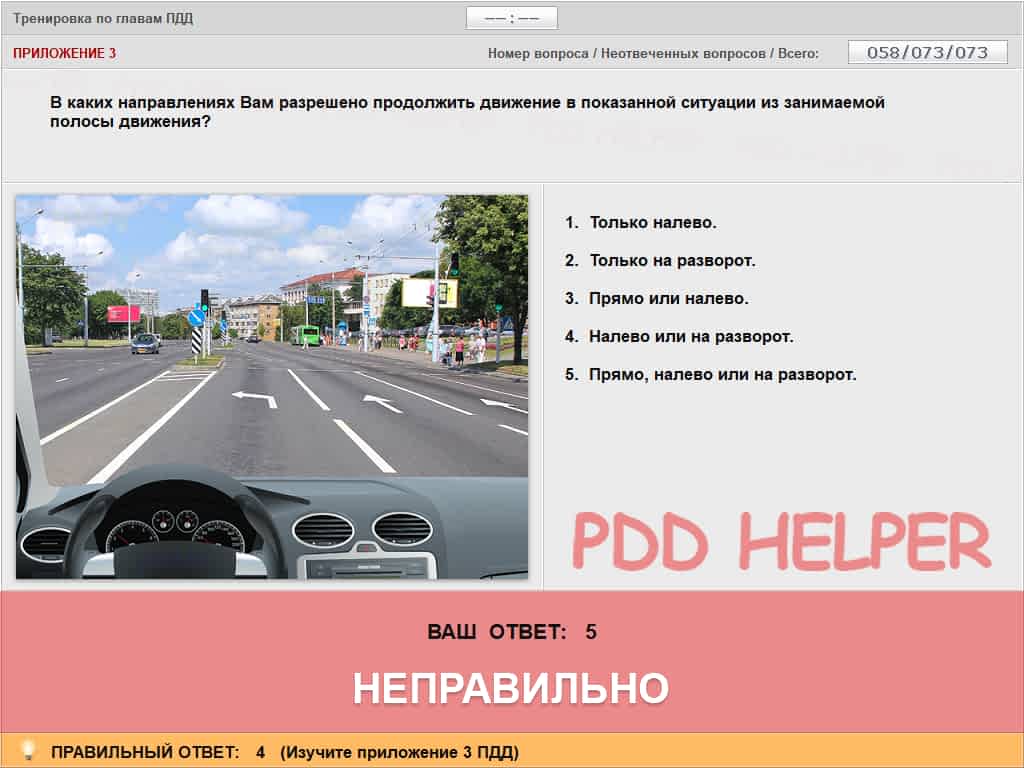 Тренировка по главам ПДД
—— : ——
ПРИЛОЖЕНИЕ 3
Номер вопроса / Неотвеченных вопросов / Всего:
058/073/073
В каких направлениях Вам разрешено продолжить движение в показанной ситуации из занимаемой
полосы движения?
1. Только налево.
2. Только на разворот.
3. Прямо или налево.
4. Налево или на разворот.
5. Прямо, налево или на разворот.
PDD HELPER
ВАШ ОТВЕТ: 5
НЕПРАВИЛЬНО
ПРАВИЛЬНЫЙ ОТВЕТ: 4 (Изучите приложение 3 ПДД)